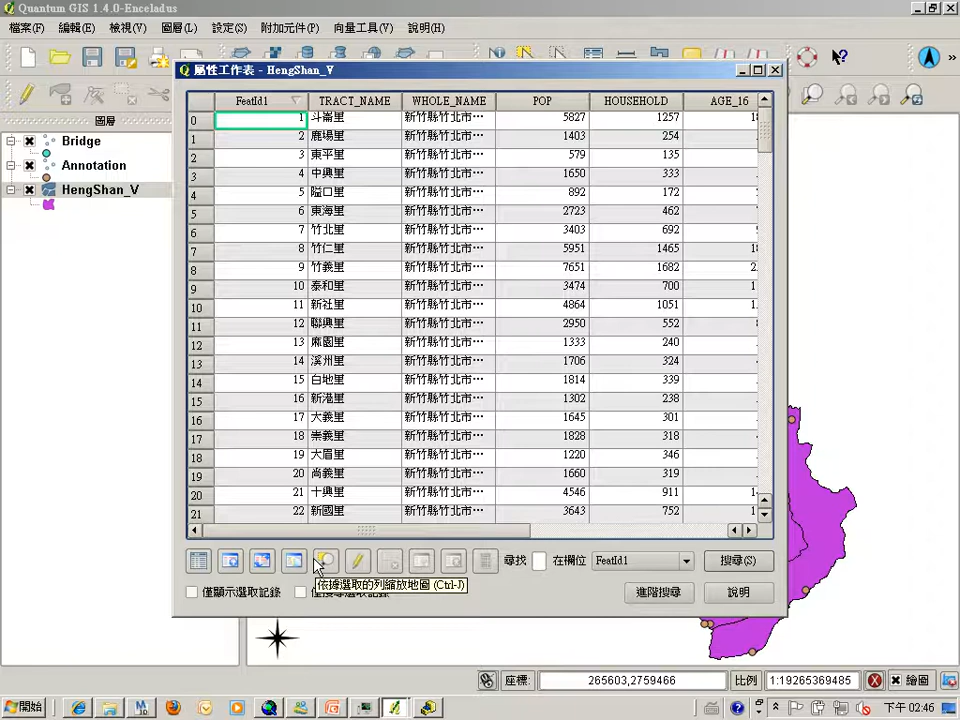 Quantum GIS 1.4.0-Enceladus
檔案(F) 編輯(E) 檢視(V) 圖層(L) 設定(S) 附加元件(P) 向量工具(V) 說明(H)
圖層
Bridge
Annotation
HengShan_V
屬性工作表 - HengShan_V
FeatId1 TRACT_NAME WHOLE_NAME POP HOUSEHOLD AGE_16
0 1 斗崙里 新竹縣竹北市… 5827 1257
1 2 鹿場里 新竹縣竹北市… 1403 254
2 3 東平里 新竹縣竹北市… 579 135
3 4 中興里 新竹縣竹北市… 1650 333
4 5 隘口里 新竹縣竹北市… 892 172
5 6 東海里 新竹縣竹北市… 2723 462
6 7 竹北里 新竹縣竹北市… 3403 692
7 8 竹仁里 新竹縣竹北市… 5951 1465
8 9 竹義里 新竹縣竹北市… 7651 1682
9 10 泰和里 新竹縣竹北市… 3474 700
10 11 新社里 新竹縣竹北市… 4864 1051
11 12 聯興里 新竹縣竹北市… 2950 552
12 13 麻園里 新竹縣竹北市… 1333 240
13 14 溪州里 新竹縣竹北市… 1706 324
14 15 白地里 新竹縣竹北市… 1814 339
15 16 新港里 新竹縣竹北市… 1302 238
16 17 大義里 新竹縣竹北市… 1645 301
17 18 崇義里 新竹縣竹北市… 1828 318
18 19 大眉里 新竹縣竹北市… 1220 346
19 20 尚義里 新竹縣竹北市… 1660 319
20 21 十興里 新竹縣竹北市… 4546 911
21 22 新國里 新竹縣竹北市… 3643 752
尋找 在欄位 FeatId1 搜尋(S)
依據選取的列縮放地圖 (Ctrl-J)
僅顯示選取記錄 進階搜尋 說明
座標: 265603,2759466 比例 1:19265369485 繪圖
開始 下午 02:46